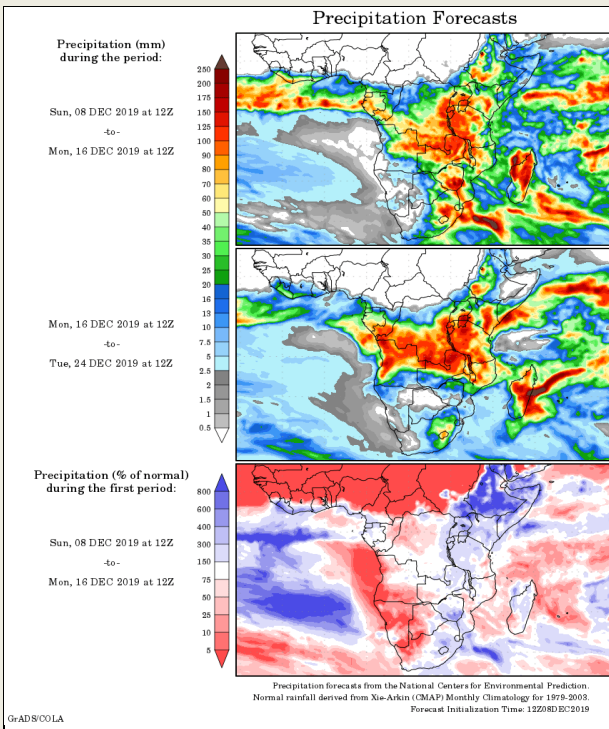 Precipitation Forecasts
Precipitation (mm)
during the period:
Sun, 08 DEC 2019 at 12Z
-to-
Mon, 16 DEC 2019 at 12Z
250
200
175
150
125
100
90
80
70
60
50
40
35
30
25
20
16
13
10
7.5
5
2.5
2
1.5
1
0.5
Mon, 16 DEC 2019 at 12Z
-to-
Tue, 24 DEC 2019 at 12Z
Precipitation (% of normal)
during the first period:
Sun, 08 DEC 2019 at 12Z
-to-
Mon, 16 DEC 2019 at 12Z
800
600
400
300
150
75
50
25
10
5
Precipitation forecasts from the National Centers for Environmental Prediction.
Normal rainfall derived from Xie-Arkin (CMAP) Monthly Climatology for 1979-2003.
Forecast Initialization Time: 12Z08DEC2019
GrADS/COLA